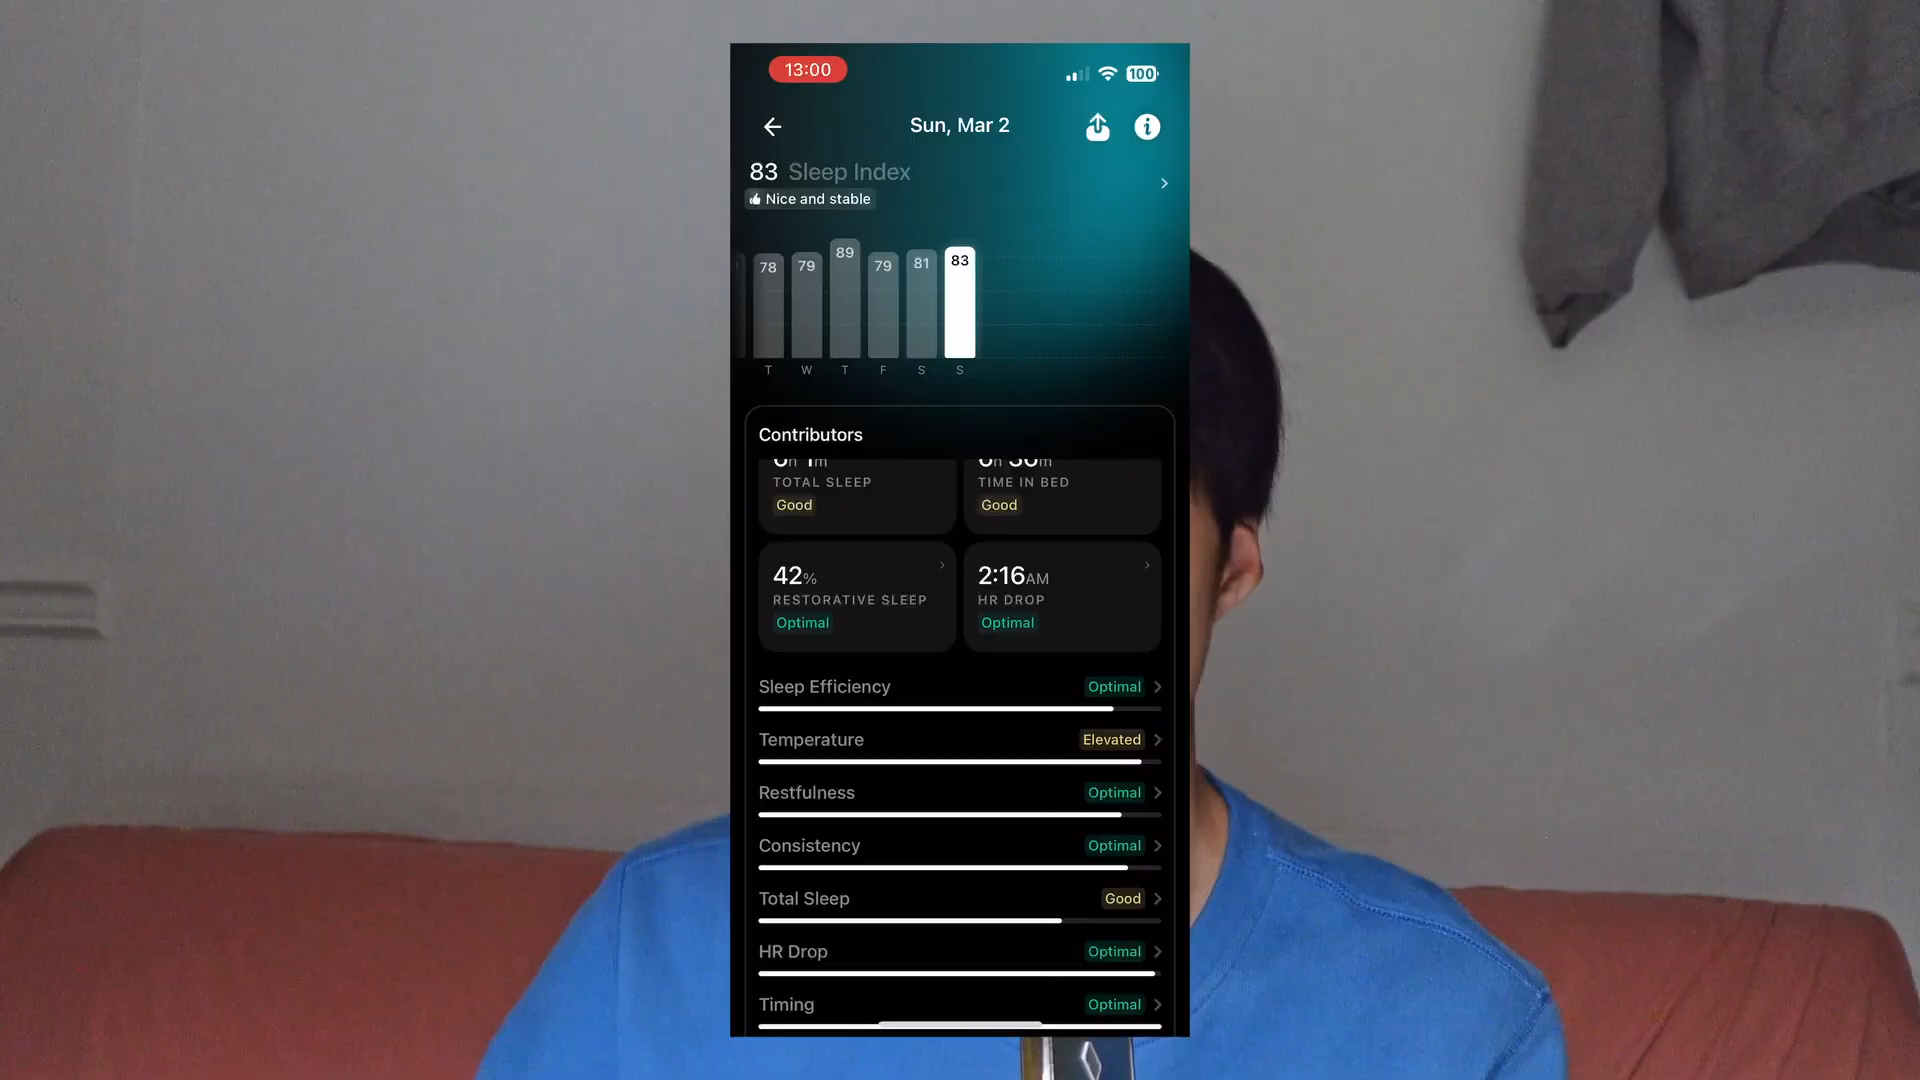 13:00
100
Sun, Mar 2
83 Sleep Index
Nice and stable
78 79 89 79 81 83
T W T F S S
Contributors
TOTAL SLEEP
Good
TIME IN BED
Good
42%
RESTORATIVE SLEEP
Optimal
2:16AM
HR DROP
Optimal
Sleep Efficiency Optimal
Temperature Elevated
Restfulness Optimal
Consistency Optimal
Total Sleep Good
HR Drop Optimal
Timing Optimal